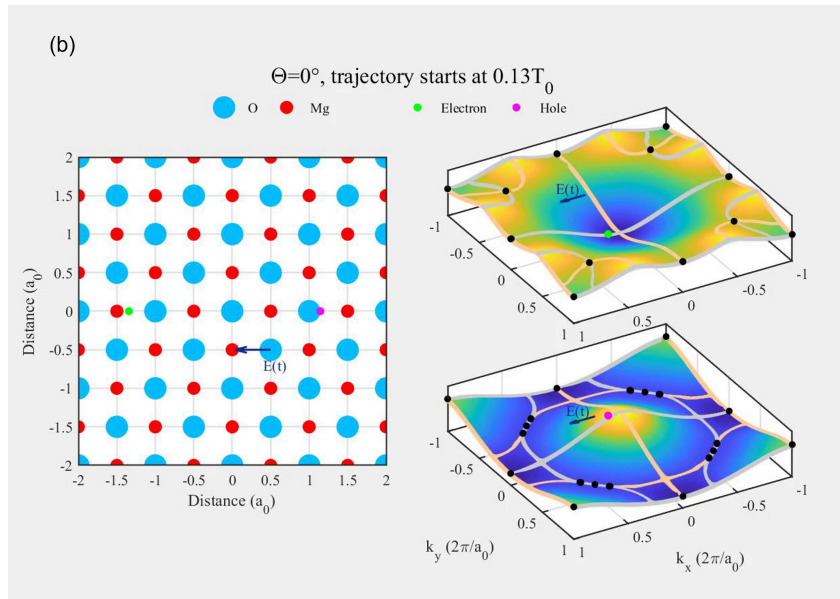 (b)
Θ=0°, trajectory starts at 0.13T₀
O Mg Electron Hole
2
1.5
1
0.5
0
-0.5
-1
-1.5
-2
Distance (a₀)
E(t)
-2 -1.5 -1 -0.5 0 0.5 1 1.5 2
Distance (a₀)
E(t)
-1
-0.5
0
0.5
1
1
0.5
0
-0.5
-1
E(t)
-1
-0.5
0
0.5
1
1
0.5
0
-0.5
-1
k_y (2π/a₀)
k_x (2π/a₀)